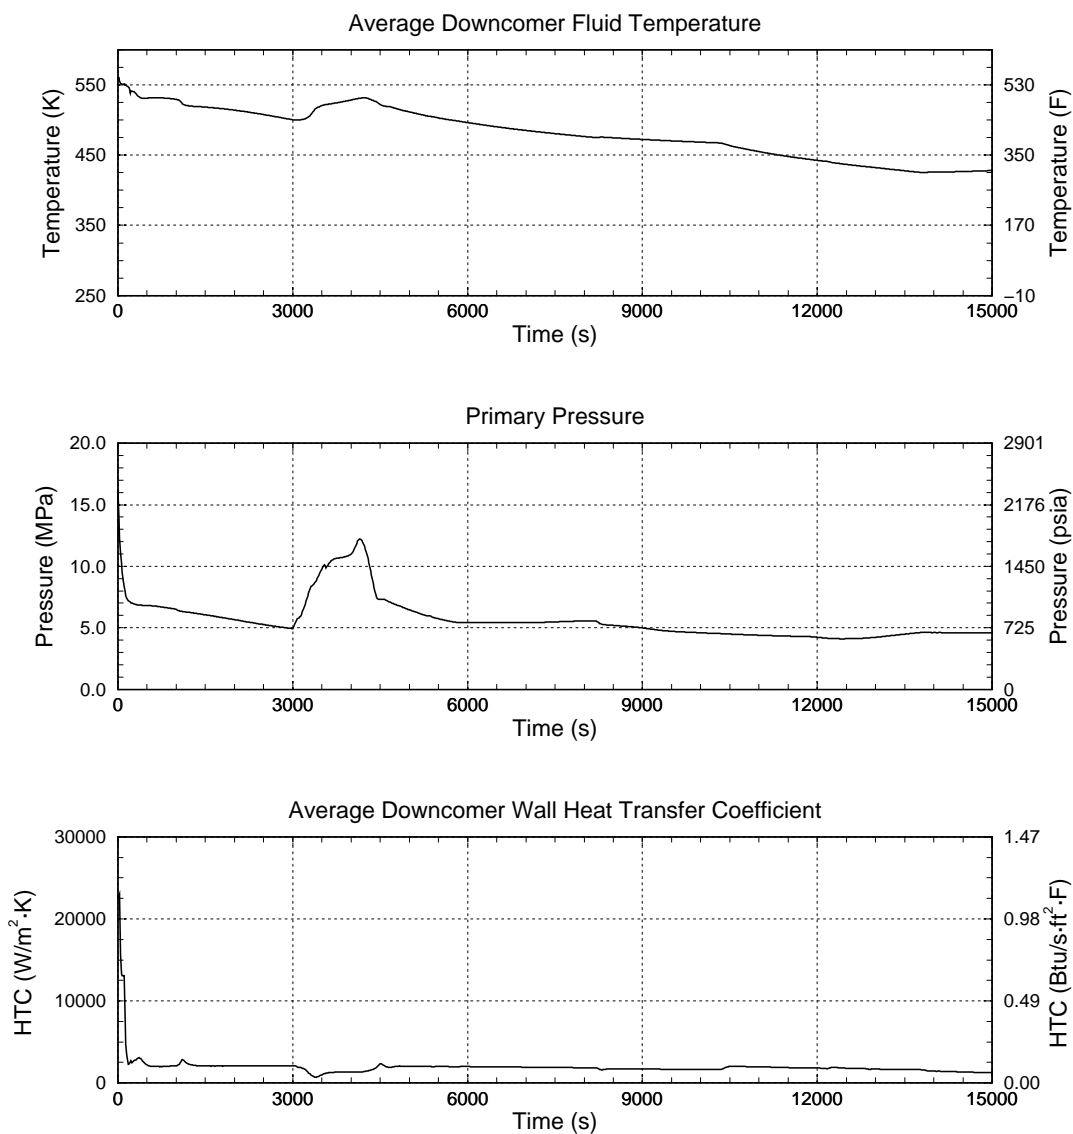 Average Downcomer Fluid Temperature
550
450
350
250
Temperature (K)
530
350
170
−10
Temperature (F)
0 3000 6000 9000 12000 15000
Time (s)
Primary Pressure
20.0
15.0
10.0
5.0
0.0
Pressure (MPa)
2901
2176
1450
725
0
Pressure (psia)
0 3000 6000 9000 12000 15000
Time (s)
Average Downcomer Wall Heat Transfer Coefficient
30000
20000
10000
0
HTC (W/m²·K)
1.47
0.98
0.49
0.00
HTC (Btu/s·ft²·F)
0 3000 6000 9000 12000 15000
Time (s)